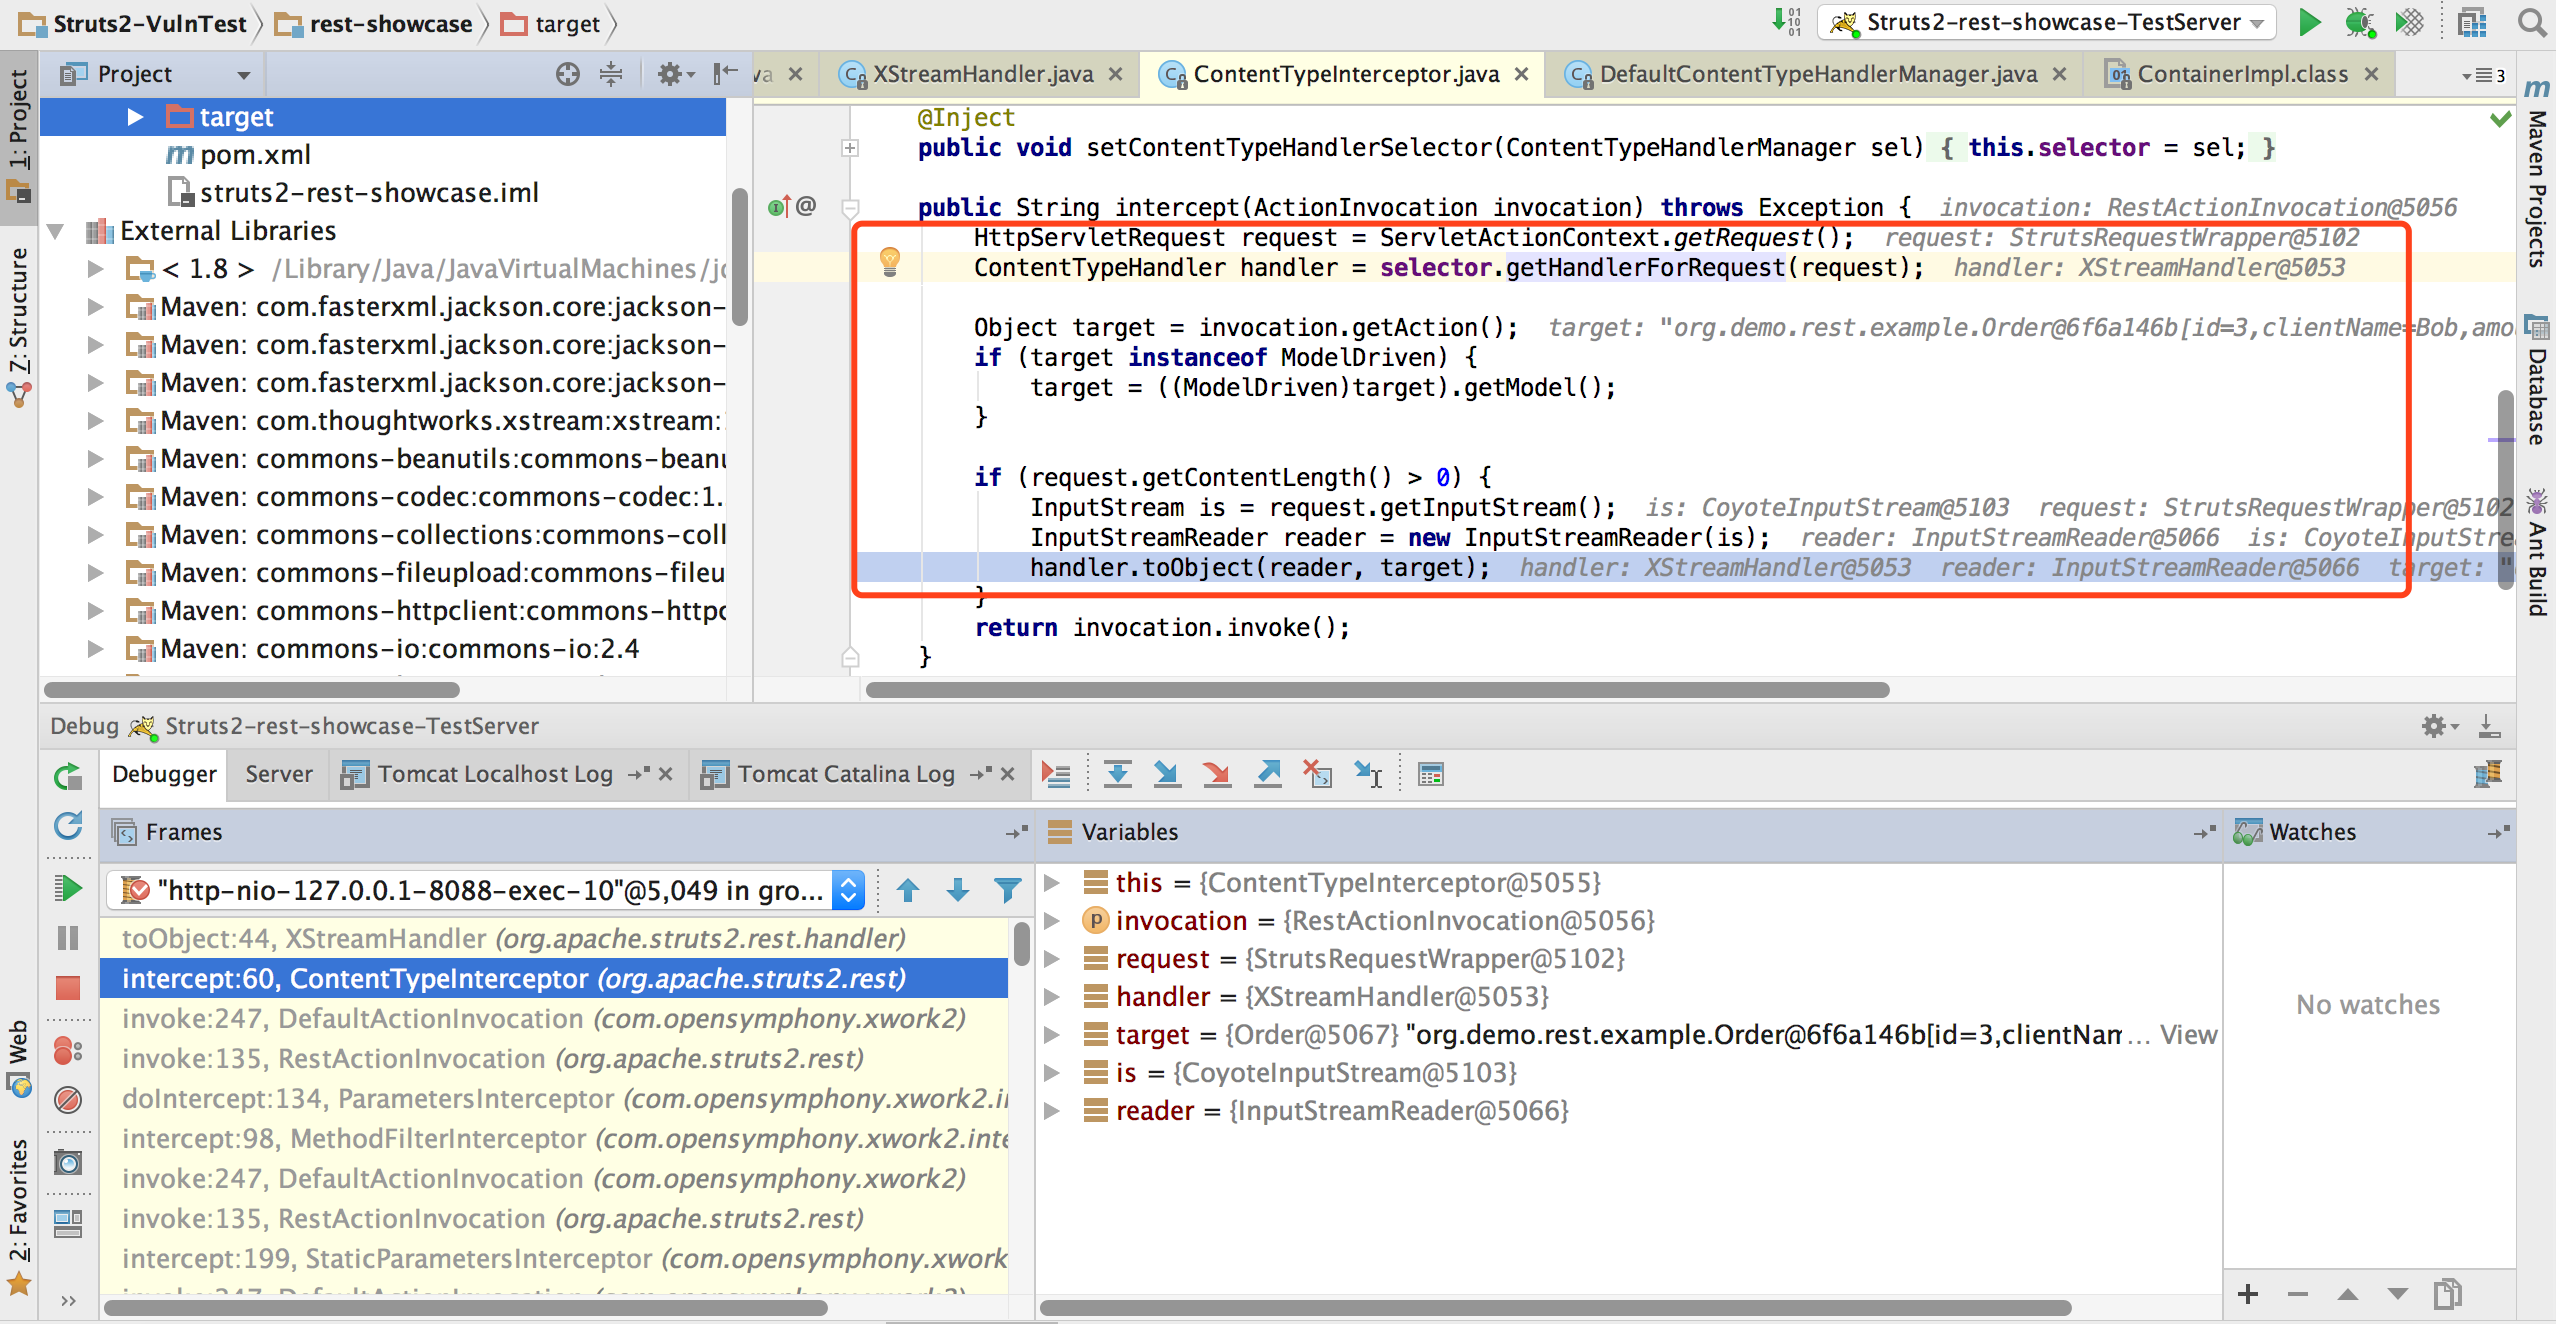 Struts2-VulnTest rest-showcase target
Struts2-rest-showcase-TestServer
Project
XStreamHandler.java
ContentTypeInterceptor.java
DefaultContentTypeHandlerManager.java
ContainerImpl.class
3
1: Project
Z: Structure
Web
2: Favorites
target
pom.xml
struts2-rest-showcase.iml
External Libraries
< 1.8 > /Library/Java/JavaVirtualMachines/
Maven: com.fasterxml.jackson.core:jackson-
Maven: com.fasterxml.jackson.core:jackson-
Maven: com.fasterxml.jackson.core:jackson-
Maven: com.thoughtworks.xstream:xstream:
Maven: commons-beanutils:commons-beanu
Maven: commons-codec:commons-codec:1.
Maven: commons-collections:commons-coll
Maven: commons-fileupload:commons-fileu
Maven: commons-httpclient:commons-httpc
Maven: commons-io:commons-io:2.4
@Inject
public void setContentTypeHandlerSelector(ContentTypeHandlerManager sel) { this.selector = sel; }
public String intercept(ActionInvocation invocation) throws Exception { invocation: RestActionInvocation@5056
HttpServletRequest request = ServletActionContext.getRequest(); request: StrutsRequestWrapper@5102
ContentTypeHandler handler = selector.getHandlerForRequest(request); handler: XStreamHandler@5053
Object target = invocation.getAction(); target: "org.demo.rest.example.Order@6f6a146b[id=3,clientName=Bob,amo
if (target instanceof ModelDriven) {
target = ((ModelDriven)target).getModel();
}
if (request.getContentLength() > 0) {
InputStream is = request.getInputStream(); is: CoyoteInputStream@5103 request: StrutsRequestWrapper@5102
InputStreamReader reader = new InputStreamReader(is); reader: InputStreamReader@5066 is: CoyoteInputStrea
handler.toObject(reader, target); handler: XStreamHandler@5053 reader: InputStreamReader@5066 target: "
}
return invocation.invoke();
}
Maven Projects
Database
Ant Build
Debug Struts2-rest-showcase-TestServer
Debugger Server Tomcat Localhost Log Tomcat Catalina Log
Frames
"http-nio-127.0.0.1-8088-exec-10"@5,049 in gro...
toObject:44, XStreamHandler (org.apache.struts2.rest.handler)
intercept:60, ContentTypeInterceptor (org.apache.struts2.rest)
invoke:247, DefaultActionInvocation (com.opensymphony.xwork2)
invoke:135, RestActionInvocation (org.apache.struts2.rest)
doIntercept:134, ParametersInterceptor (com.opensymphony.xwork2.i
intercept:98, MethodFilterInterceptor (com.opensymphony.xwork2.inte
invoke:247, DefaultActionInvocation (com.opensymphony.xwork2)
invoke:135, RestActionInvocation (org.apache.struts2.rest)
intercept:199, StaticParametersInterceptor (com.opensymphony.xwork
invoke:247, DefaultActionInvocation (com.opensymphony.xwork2)
Variables
this = {ContentTypeInterceptor@5055}
invocation = {RestActionInvocation@5056}
request = {StrutsRequestWrapper@5102}
handler = {XStreamHandler@5053}
target = {Order@5067} "org.demo.rest.example.Order@6f6a146b[id=3,clientNam... View
is = {CoyoteInputStream@5103}
reader = {InputStreamReader@5066}
Watches
No watches